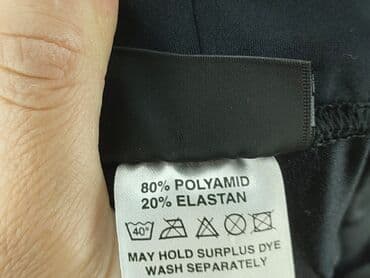 80% POLYAMID
20% ELASTAN
40°
MAY HOLD SURPLUS DYE
WASH SEPARATELY